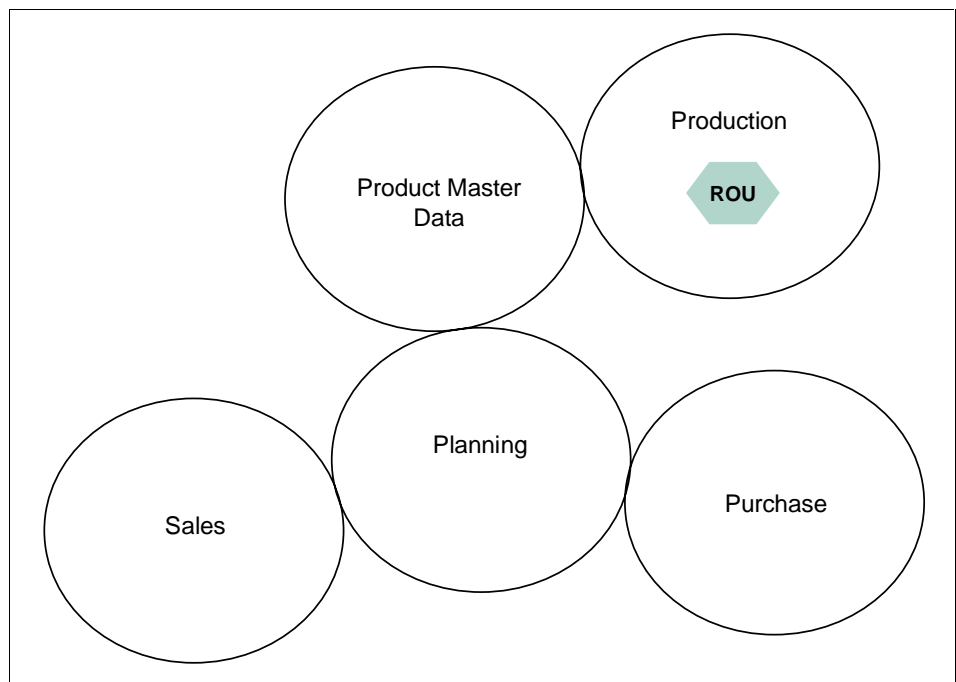 Production
ROU
Product Master
Data
Planning
Sales
Purchase